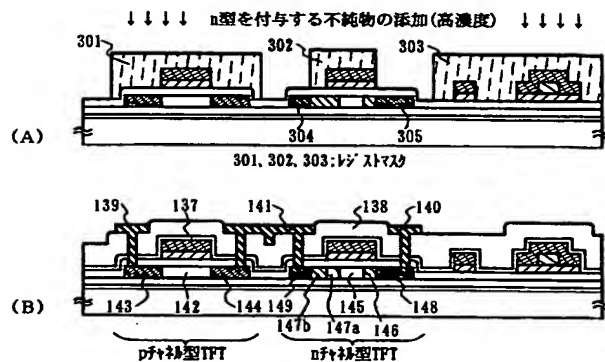 ↓↓↓↓ n型を付与する不純物の添加(高濃度) ↓↓↓↓
301 302 303
304 305
(A)
301、302、303:レジストマスク
139 137 141 138 140
(B)
143 142 144 149 145 148
147b 147a 146
pチャネル型TFT nチャネル型TFT